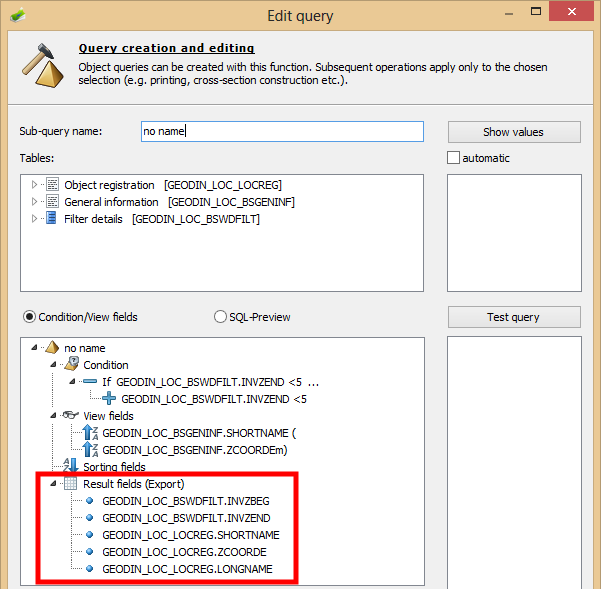 Edit query
Query creation and editing
Object queries can be created with this function. Subsequent operations apply only to the chosen
selection (e.g. printing, cross-section construction etc.).
Sub-query name:
no name
Show values
Tables:
automatic
Object registration [GEODIN_LOC_LOCREG]
General information [GEODIN_LOC_BSGENINF]
Filter details [GEODIN_LOC_BSWDFILT]
Condition/View fields
SQL-Preview
Test query
no name
Condition
If GEODIN_LOC_BSWDFILT.INVZEND <5 ...
GEODIN_LOC_BSWDFILT.INVZEND <5
View fields
GEODIN_LOC_BSGENINF.SHORTNAME (
GEODIN_LOC_BSGENINF.ZCOORDEm)
Sorting fields
Result fields (Export)
GEODIN_LOC_BSWDFILT.INVZBEG
GEODIN_LOC_BSWDFILT.INVZEND
GEODIN_LOC_LOCREG.SHORTNAME
GEODIN_LOC_LOCREG.ZCOORDE
GEODIN_LOC_LOCREG.LONGNAME